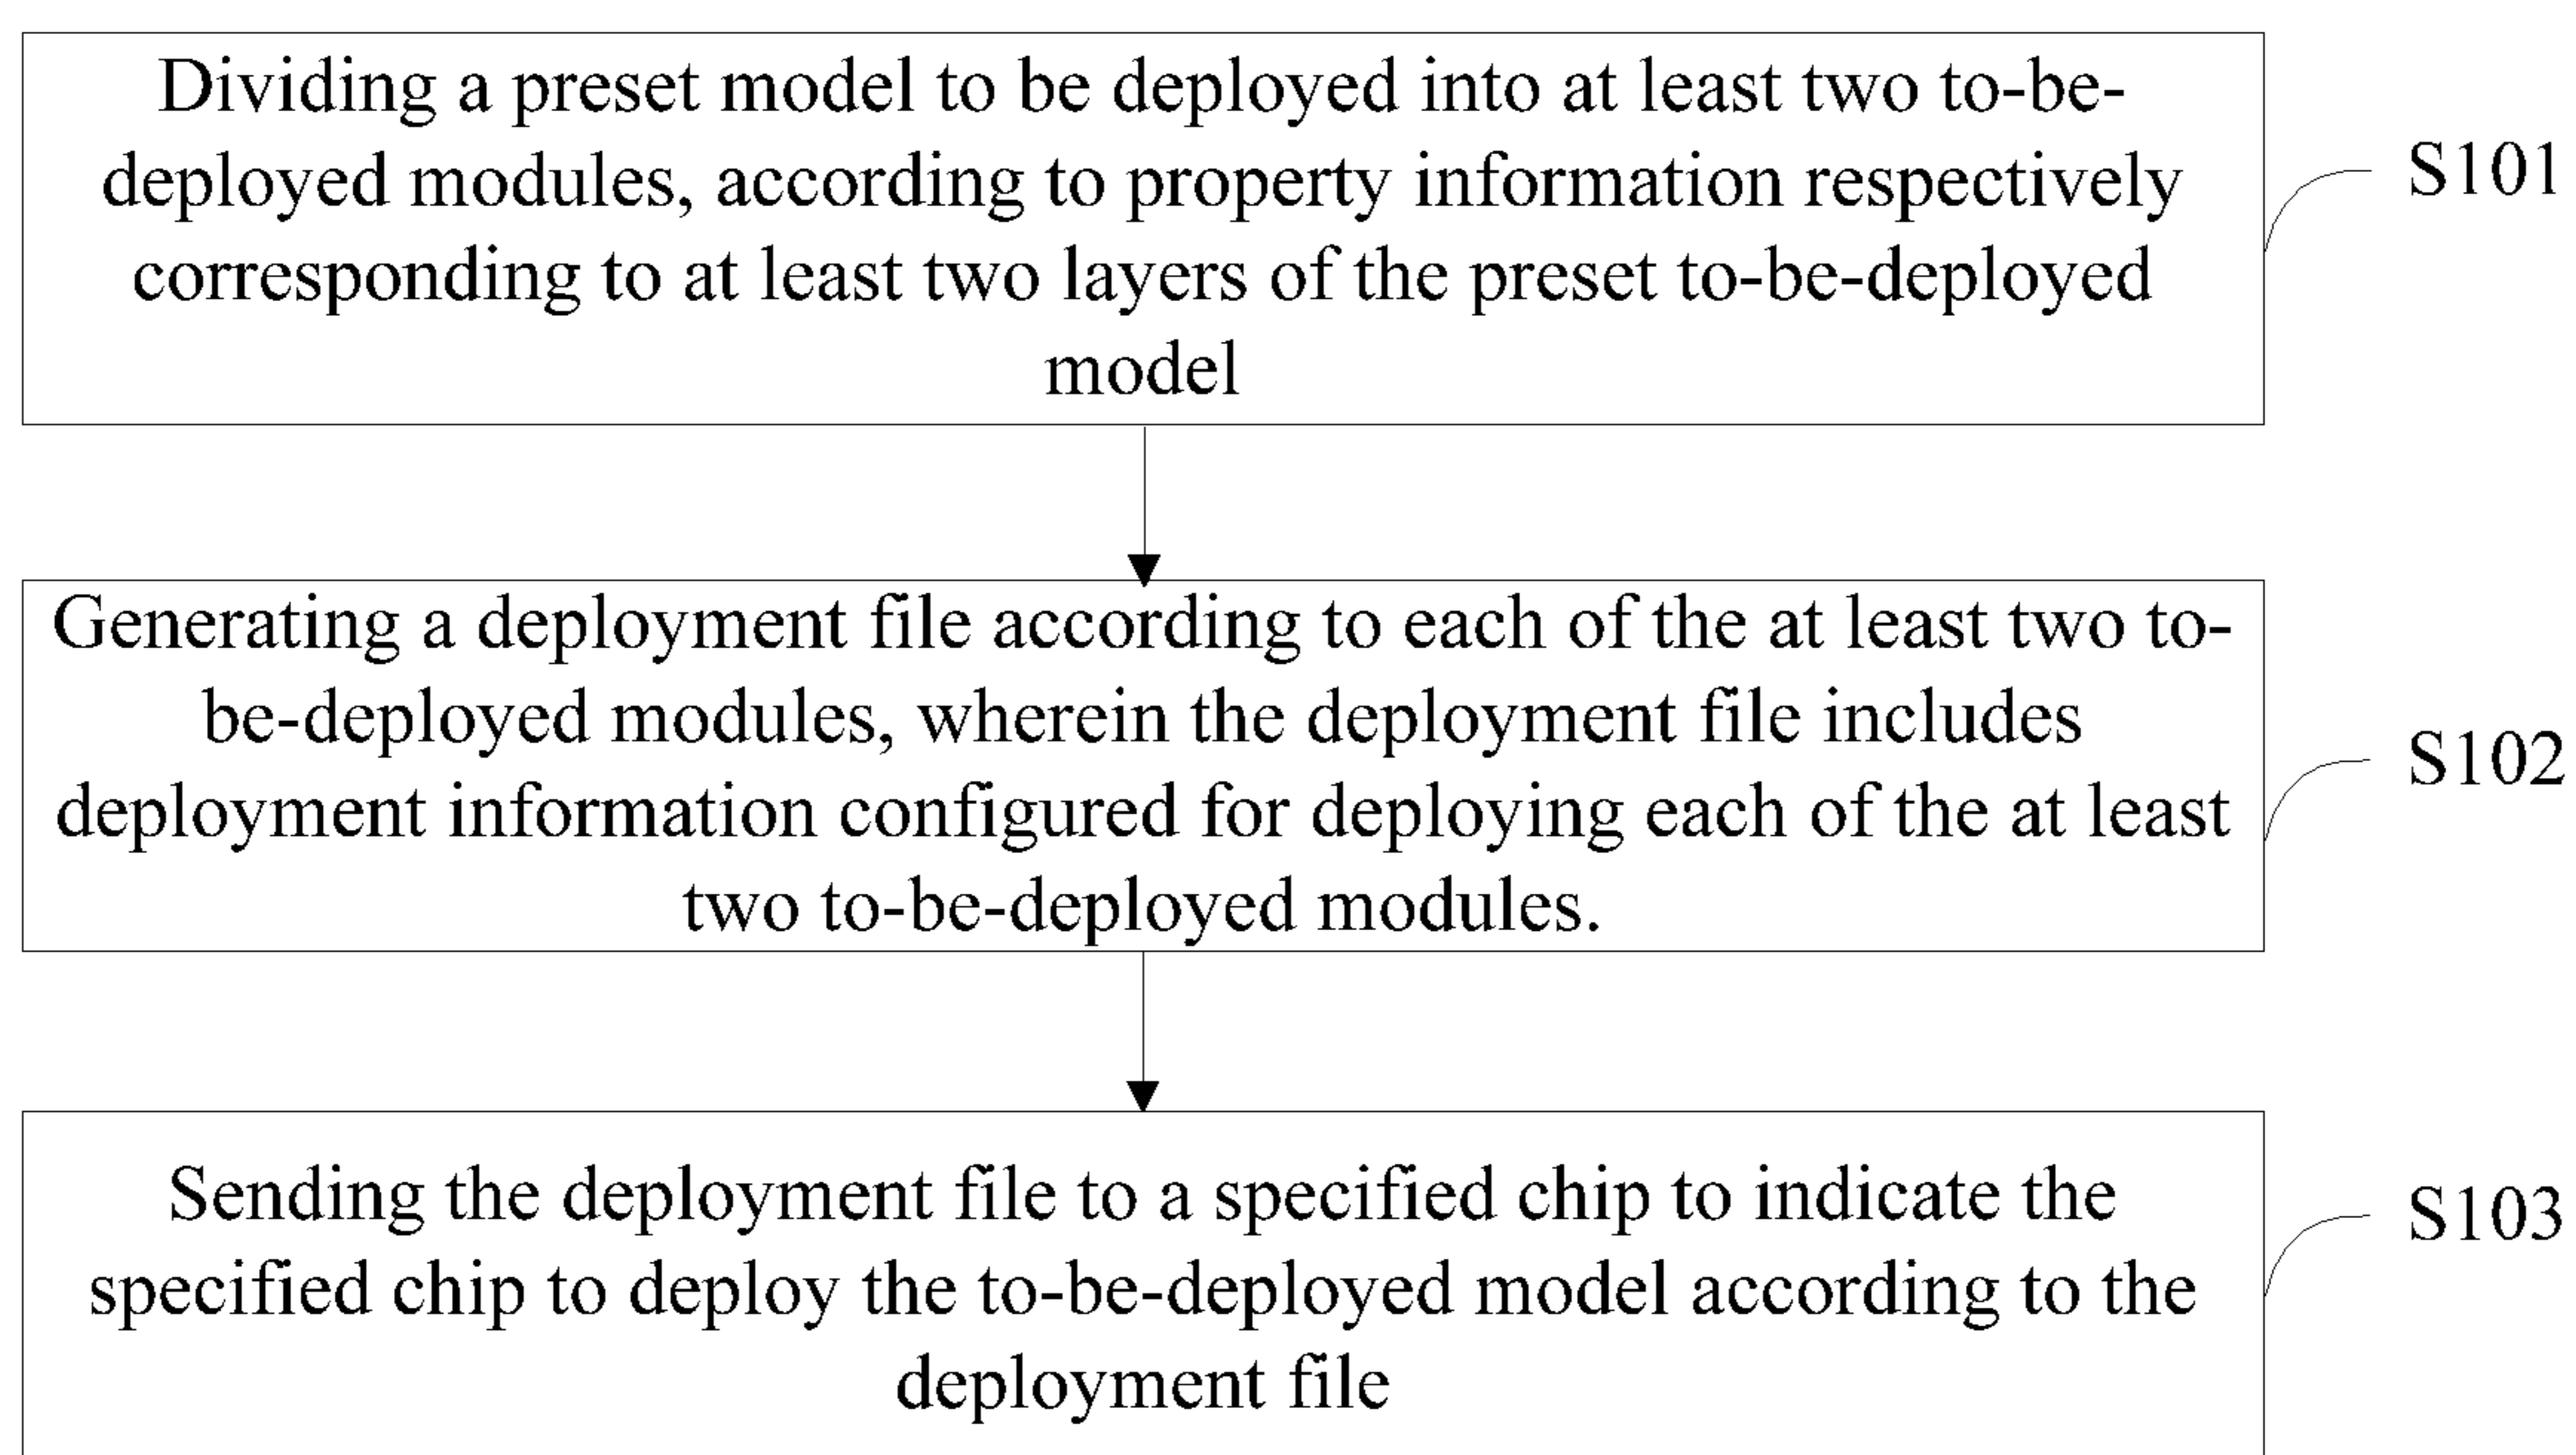 Dividing a preset model to be deployed into at least two to-be-
deployed modules, according to property information respectively
corresponding to at least two layers of the preset to-be-deployed
model
S101
Generating a deployment file according to each of the at least two to-
be-deployed modules, wherein the deployment file includes
deployment information configured for deploying each of the at least
two to-be-deployed modules.
S102
Sending the deployment file to a specified chip to indicate the
specified chip to deploy the to-be-deployed model according to the
deployment file
S103